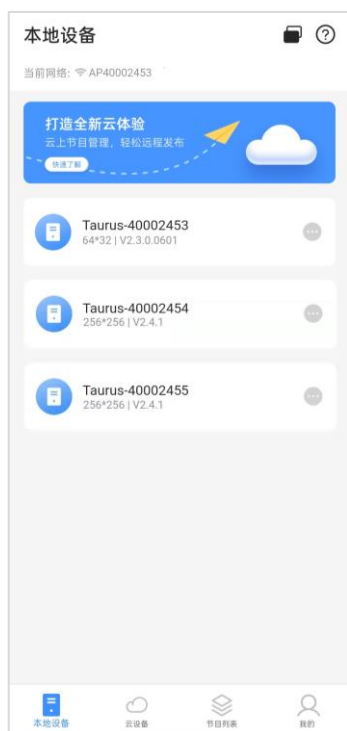 本地设备
当前网络: AP40002453
打造全新云体验
云上节目管理，轻松远程发布
快速了解
Taurus-40002453
64*32 | V2.3.0.0601
Taurus-40002454
256*256 | V2.4.1
Taurus-40002455
256*256 | V2.4.1
本地设备
云设备
节目列表
我的